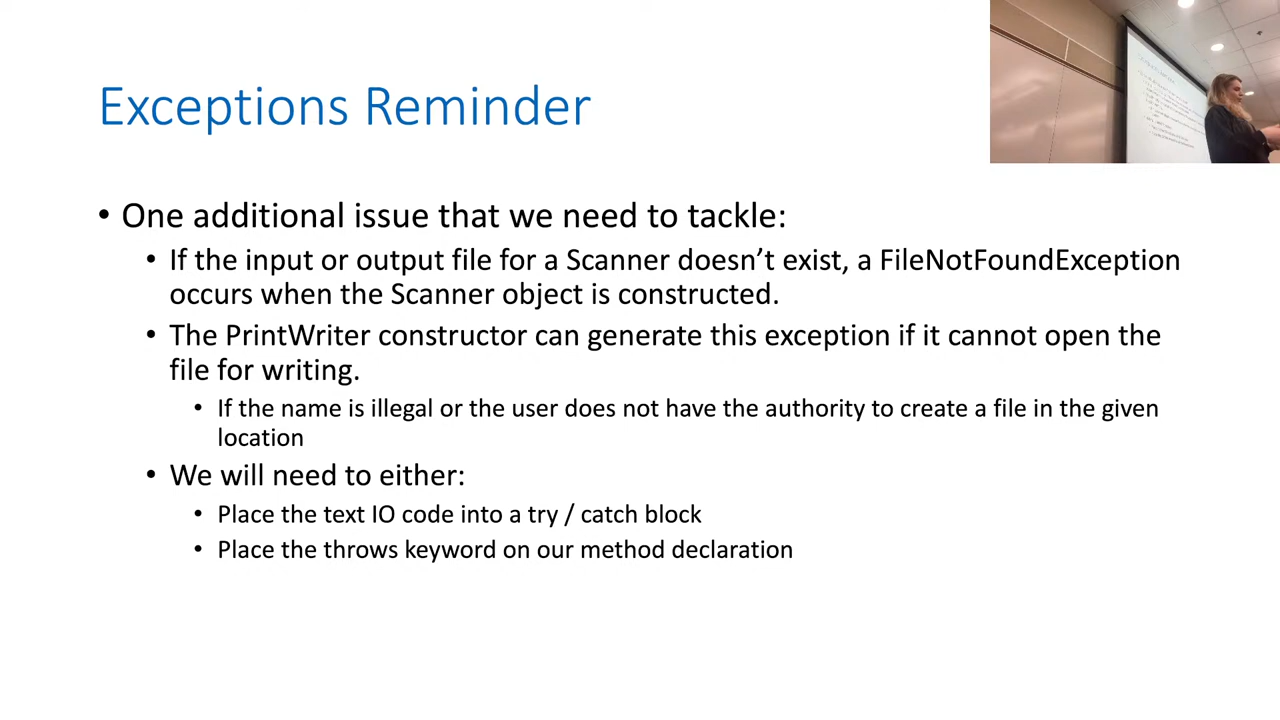 Exceptions Reminder
• One additional issue that we need to tackle:
• If the input or output file for a Scanner doesn’t exist, a FileNotFoundException
occurs when the Scanner object is constructed.
• The PrintWriter constructor can generate this exception if it cannot open the
file for writing.
• If the name is illegal or the user does not have the authority to create a file in the given
location
• We will need to either:
• Place the text IO code into a try / catch block
• Place the throws keyword on our method declaration